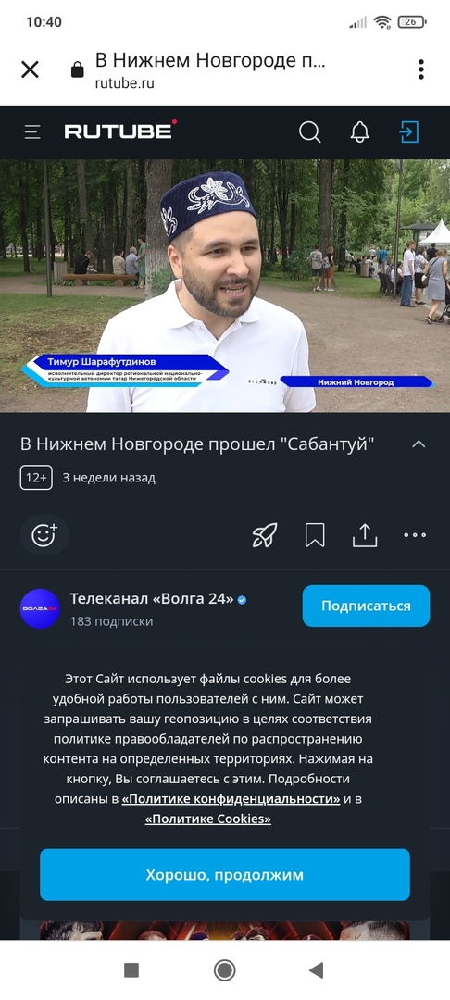 10:40
26
В Нижнем Новгороде п...
rutube.ru
RUTUBE
Тимур Шарафутдинов
исполнительный директор региональной национально-
культурной автономии татар Нижегородской области
RICHMOND
Нижний Новгород
В Нижнем Новгороде прошел "Сабантуй"
12+ 3 недели назад
Телеканал «Волга 24»
183 подписки
Подписаться
Этот Сайт использует файлы cookies для более
удобной работы пользователей с ним. Сайт может
запрашивать вашу геопозицию в целях соответствия
политике правообладателей по распространению
контента на определенных территориях. Нажимая на
кнопку, Вы соглашаетесь с этим. Подробности
описаны в «Политике конфиденциальности» и в
«Политике Cookies»
Хорошо, продолжим